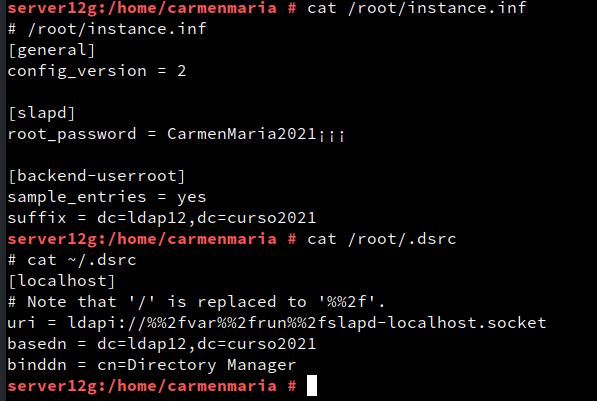 server12g:/home/carmenmaria # cat /root/instance.inf
# /root/instance.inf
[general]
config_version = 2
[slapd]
root_password = CarmenMaria2021¡¡¡
[backend-userroot]
sample_entries = yes
suffix = dc=ldap12,dc=curso2021
server12g:/home/carmenmaria # cat /root/.dsrc
# cat ~/.dsrc
[localhost]
# Note that '/' is replaced to '%%2f'.
uri = ldapi://%%2fvar%%2frun%%2fslapd-localhost.socket
basedn = dc=ldap12,dc=curso2021
binddn = cn=Directory Manager
server12g:/home/carmenmaria #